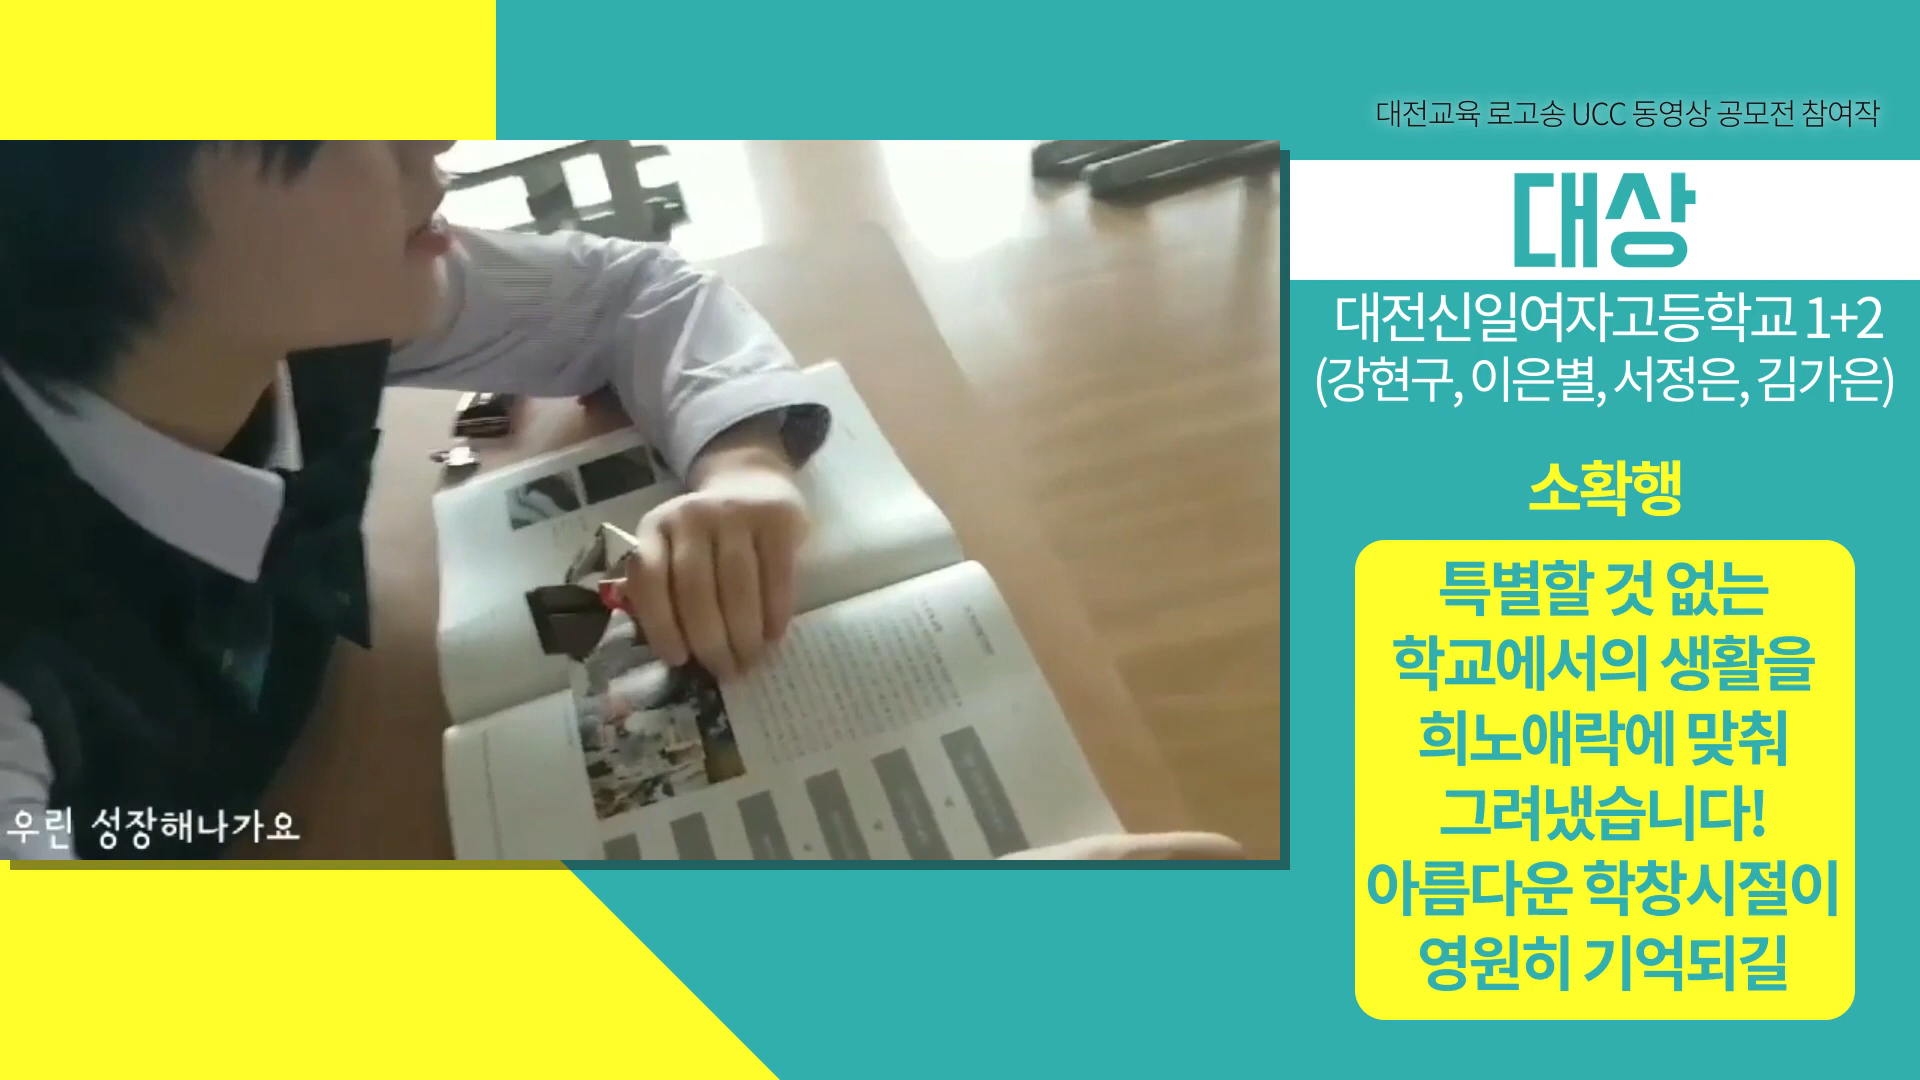 대전교육 로고송 UCC 동영상 공모전 참여작
대상
대전신일여자고등학교 1+2
(강현구, 이은별, 서정은, 김가은)
소확행
특별할 것 없는
학교에서의 생활을
희노애락에 맞춰
그려냈습니다!
아름다운 학창시절이
영원히 기억되길
우린 성장해나가요